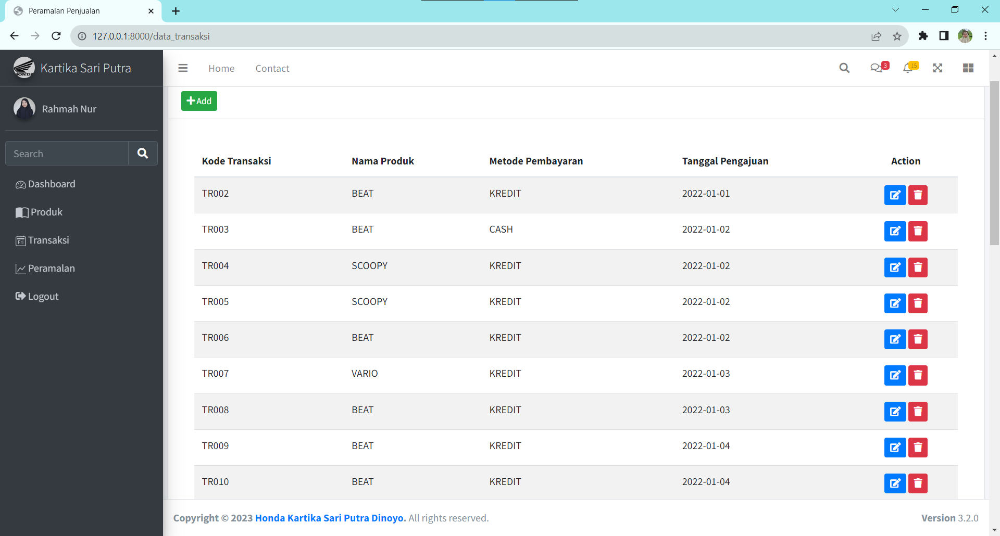 Peramalan Penjualan
127.0.0.1:8000/data_transaksi
HONDA Kartika Sari Putra
Home Contact 3 15
Rahmah Nur
Add
Search
Dashboard
Produk
Fri Transaksi
Peramalan
Logout
Kode Transaksi Nama Produk Metode Pembayaran Tanggal Pengajuan Action
TR002 BEAT KREDIT 2022-01-01
TR003 BEAT CASH 2022-01-02
TR004 SCOOPY KREDIT 2022-01-02
TR005 SCOOPY KREDIT 2022-01-02
TR006 BEAT KREDIT 2022-01-02
TR007 VARIO KREDIT 2022-01-03
TR008 BEAT KREDIT 2022-01-03
TR009 BEAT KREDIT 2022-01-04
TR010 BEAT KREDIT 2022-01-04
Copyright © 2023 Honda Kartika Sari Putra Dinoyo. All rights reserved. Version 3.2.0